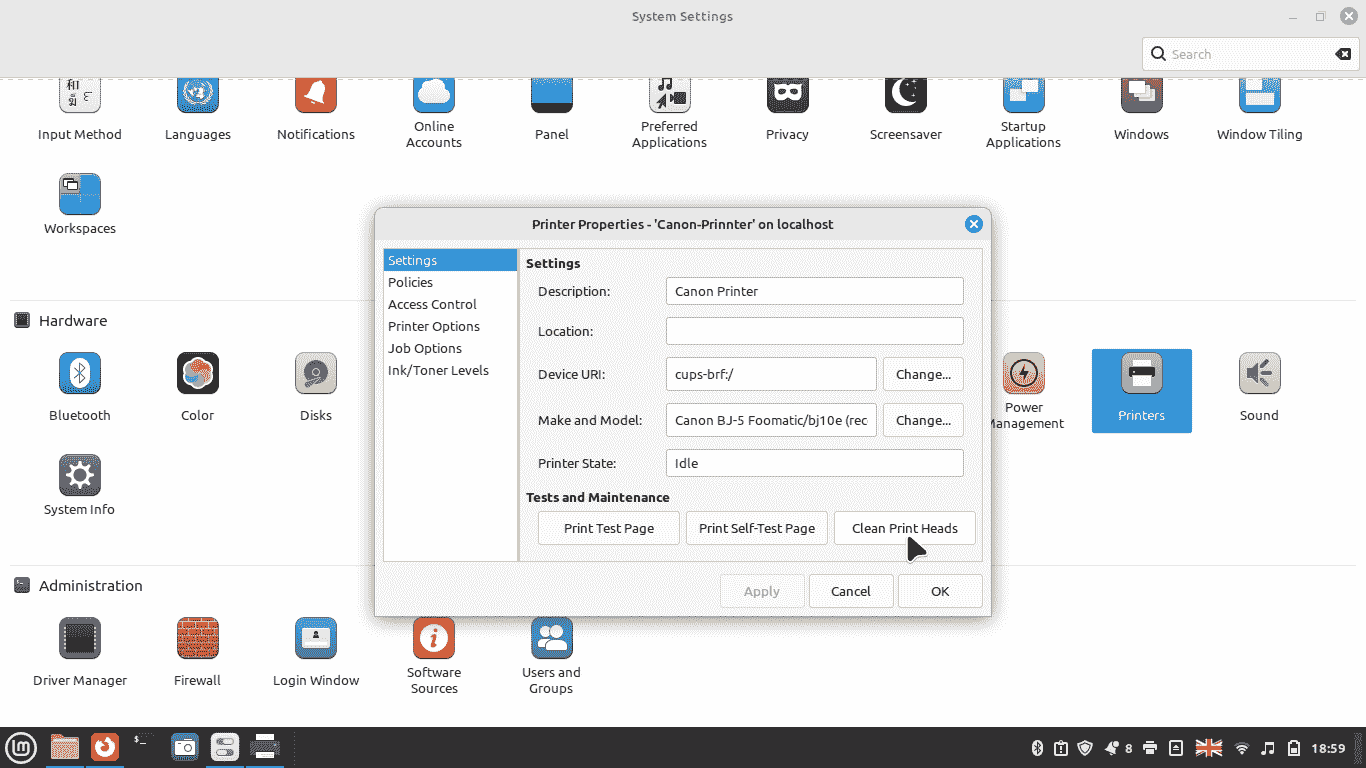 System Settings
Search
Input Method
Languages
Notifications
Online
Accounts
Panel
Preferred
Applications
Privacy
Screensaver
Startup
Applications
Windows
Window Tiling
Workspaces
Printer Properties - 'Canon-Prinnter' on localhost
Settings
Policies
Access Control
Printer Options
Job Options
Ink/Toner Levels
Settings
Description:
Canon Printer
Location:
Device URI:
cups-brf:/
Change...
Make and Model:
Canon BJ-5 Foomatic/bj10e (rec
Change...
Printer State:
Idle
Tests and Maintenance
Print Test Page
Print Self-Test Page
Clean Print Heads
Apply
Cancel
OK
Hardware
Bluetooth
Color
Disks
Power
Management
Printers
Sound
System Info
Administration
Driver Manager
Firewall
Login Window
Software
Sources
Users and
Groups
8
18:59